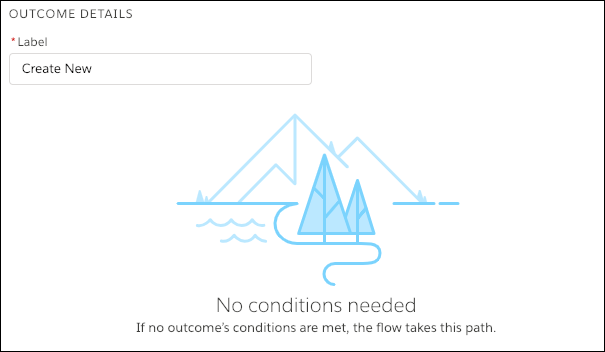 OUTCOME DETAILS
*Label
Create New
No conditions needed
If no outcome's conditions are met, the flow takes this path.